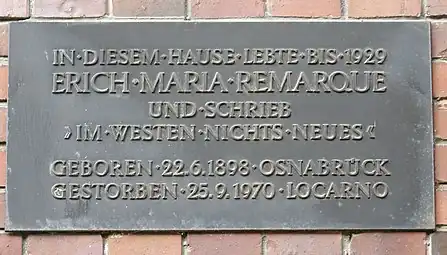 IN·DIESEM·HAUSE·LEBTE·BIS·1929
ERICH·MARIA·REMARQUE
UND·SCHRIEB
»IM·WESTEN·NICHTS·NEUES«
GEBOREN·22.6.1898·OSNABRÜCK
GESTORBEN·25.9.1970·LOCARNO